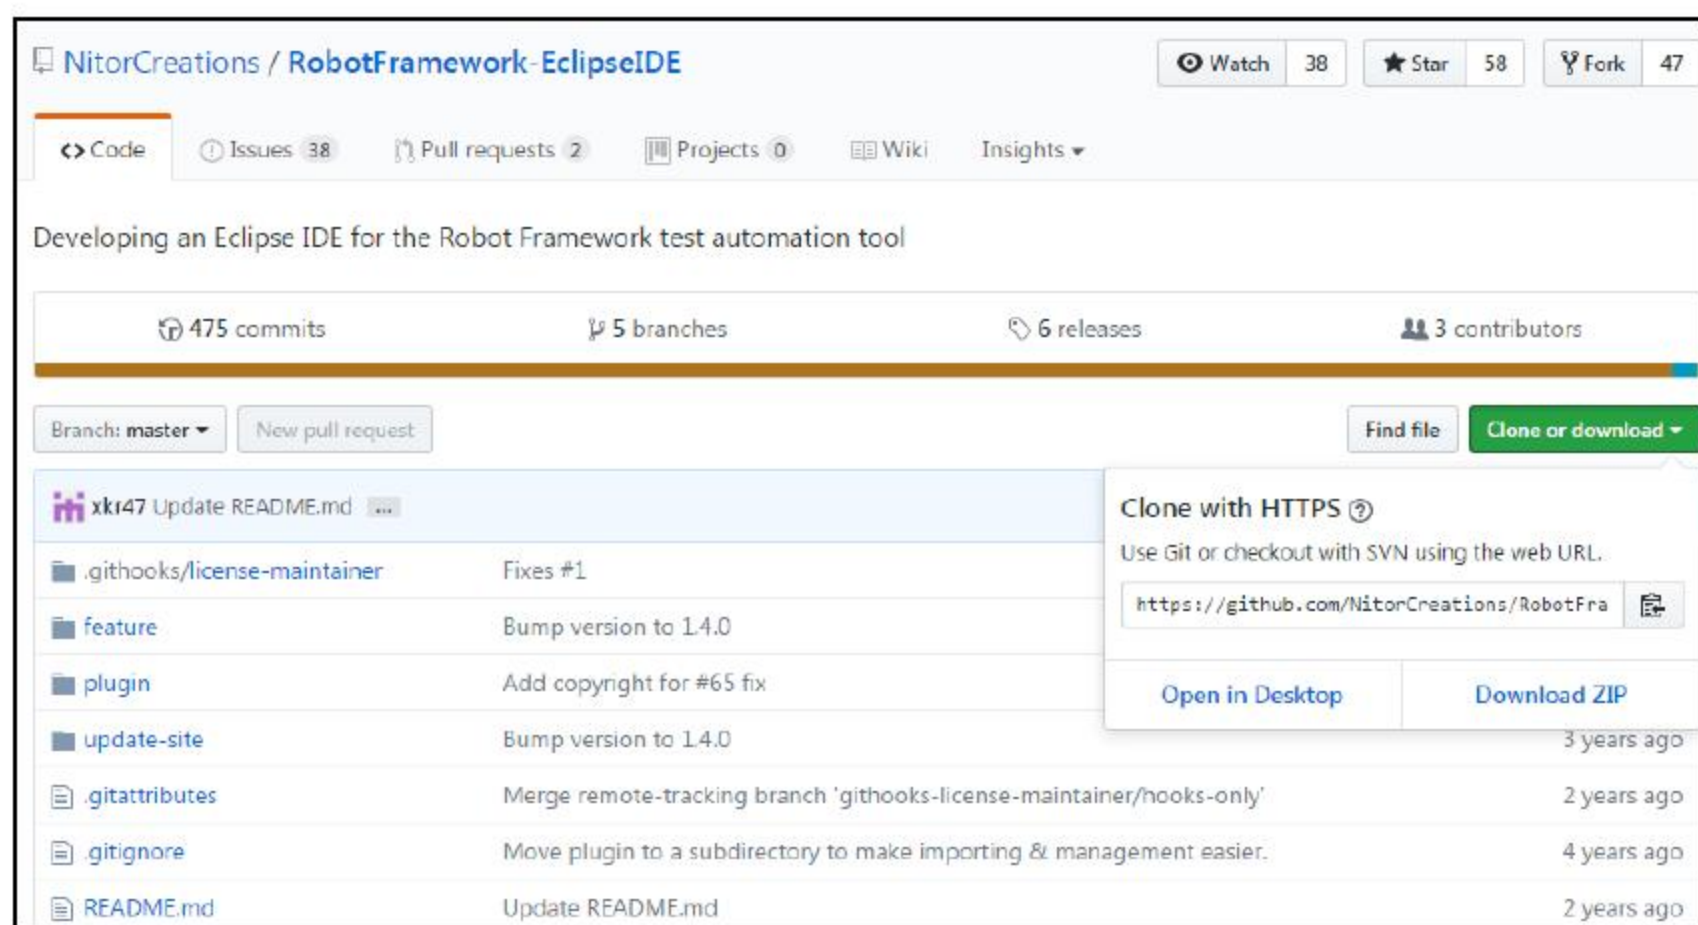 NitorCreations / RobotFramework-EclipseIDE
Watch 38 Star 58 Fork 47
Code Issues 38 Pull requests 2 Projects 0 Wiki Insights
Developing an Eclipse IDE for the Robot Framework test automation tool
475 commits 5 branches 6 releases 3 contributors
Branch: master New pull request Find file Clone or download
xkr47 Update README.md ...
Clone with HTTPS ?
Use Git or checkout with SVN using the web URL.
https://github.com/NitorCreations/RobotFra
Open in Desktop Download ZIP
.githooks/license-maintainer Fixes #1
feature Bump version to 1.4.0
plugin Add copyright for #65 fix
update-site Bump version to 1.4.0 3 years ago
.gitattributes Merge remote-tracking branch 'githooks-license-maintainer/hooks-only' 2 years ago
.gitignore Move plugin to a subdirectory to make importing & management easier. 4 years ago
README.md Update README.md 2 years ago